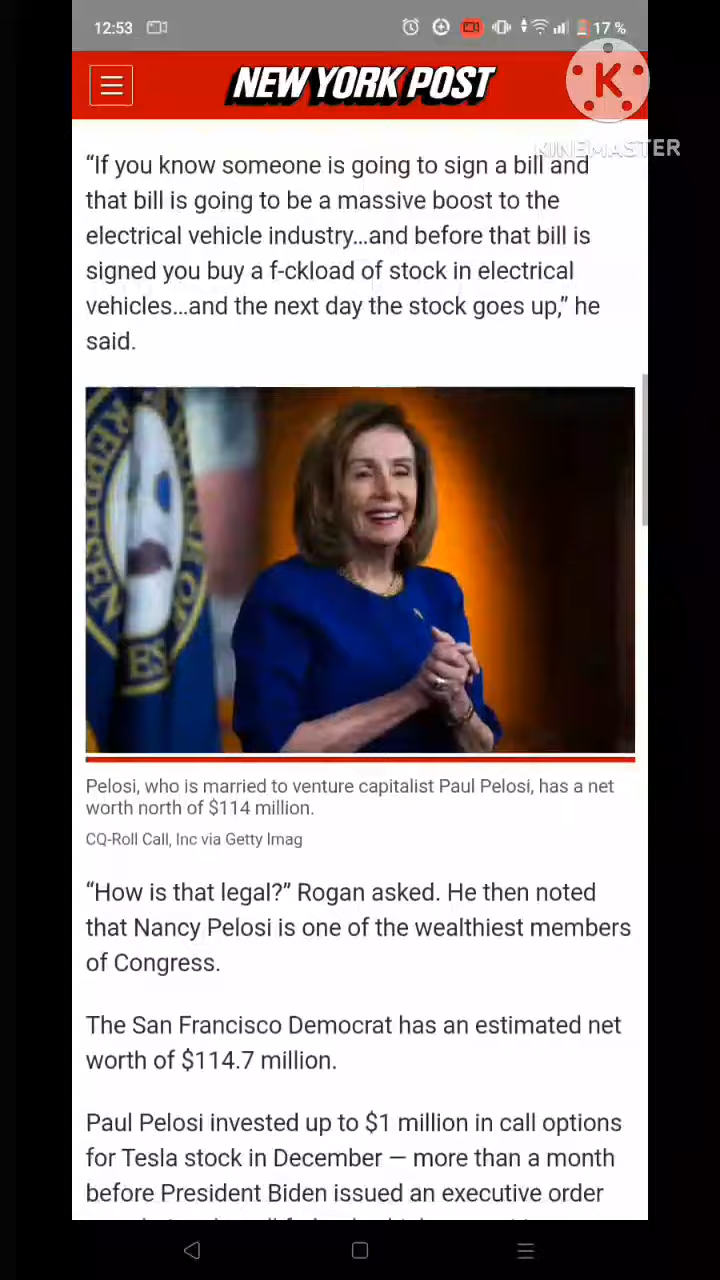 12:53
17 %
NEW YORK POST
K
KINEMASTER
“If you know someone is going to sign a bill and
that bill is going to be a massive boost to the
electrical vehicle industry…and before that bill is
signed you buy a f-ckload of stock in electrical
vehicles…and the next day the stock goes up,” he
said.
Pelosi, who is married to venture capitalist Paul Pelosi, has a net
worth north of $114 million.
CQ-Roll Call, Inc via Getty Imag
“How is that legal?” Rogan asked. He then noted
that Nancy Pelosi is one of the wealthiest members
of Congress.
The San Francisco Democrat has an estimated net
worth of $114.7 million.
Paul Pelosi invested up to $1 million in call options
for Tesla stock in December — more than a month
before President Biden issued an executive order